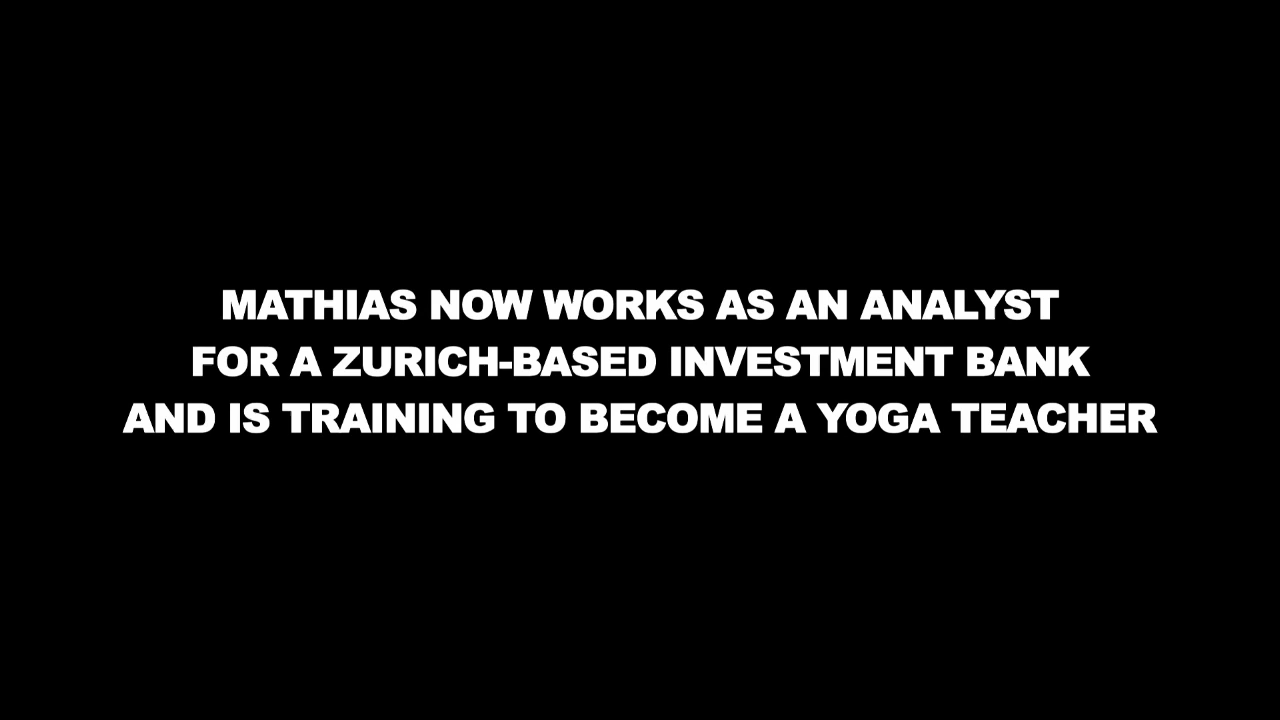 MATHIAS NOW WORKS AS AN ANALYST
FOR A ZURICH-BASED INVESTMENT BANK
AND IS TRAINING TO BECOME A YOGA TEACHER